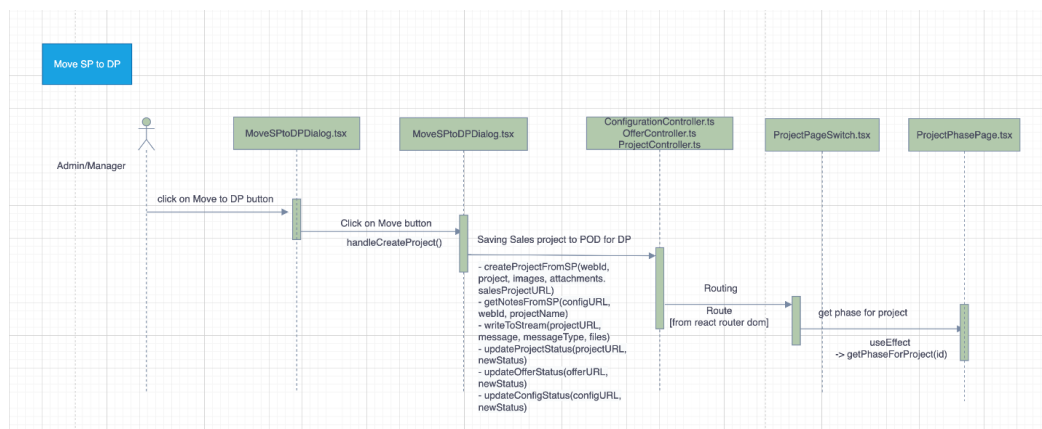 Move SP to DP
Admin/Manager
MoveSPtoDPDialog.tsx
MoveSPtoDPDialog.tsx
ConfigurationController.ts
OfferController.ts
ProjectController.ts
ProjectPageSwitch.tsx
ProjectPhasePage.tsx
click on Move to DP button
Click on Move button
handleCreateProject()
Saving Sales project to POD for DP
- createProjectFromSP(webId,
project, images, attachments.
salesProjectURL)
- getNotesFromSP(configURL,
webId, projectName)
- writeToStream(projectURL,
message, messageType, files)
- updateProjectStatus(projectURL,
newStatus)
- updateOfferStatus(offerURL,
newStatus)
- updateConfigStatus(configURL,
newStatus)
Routing
Route
[from react router dom]
get phase for project
useEffect
-> getPhaseForProject(id)